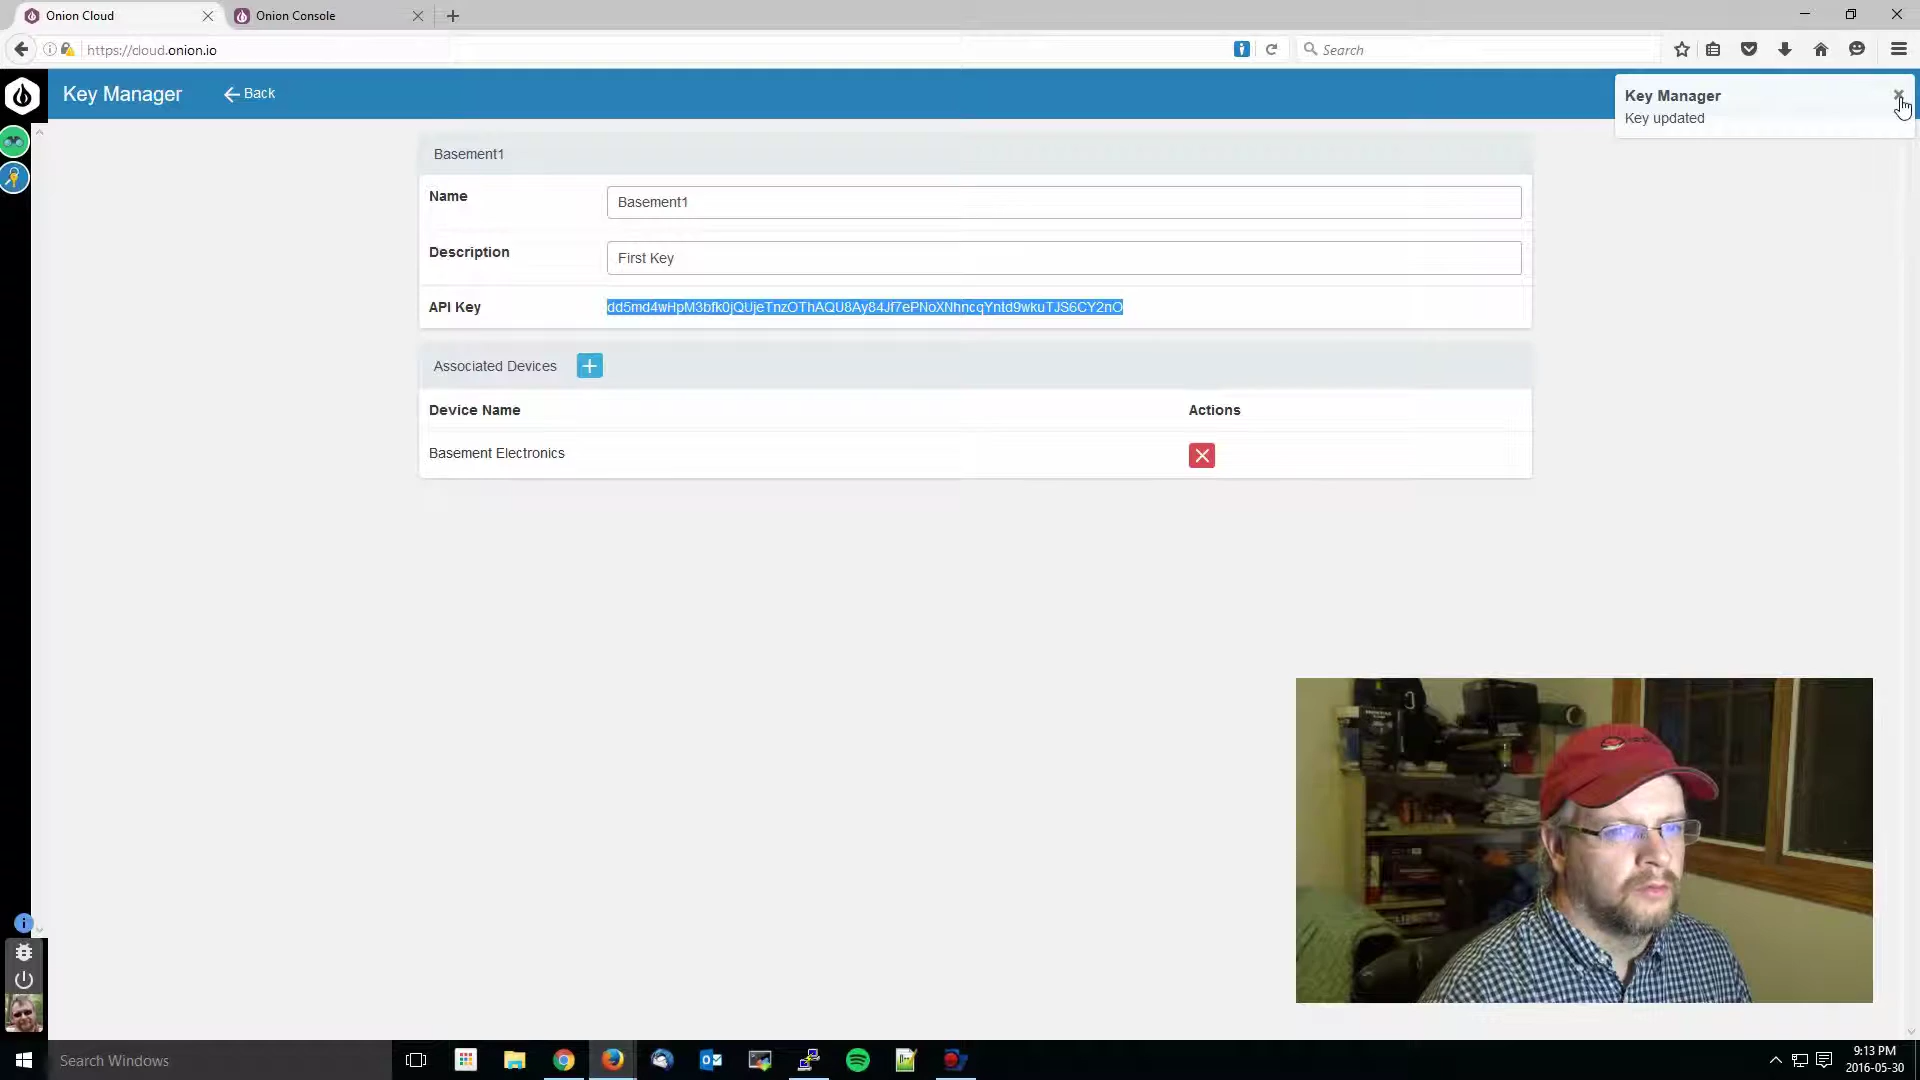 Onion Cloud
Onion Console
https://cloud.onion.io
Search
Key Manager
Back
Key Manager
Key updated
Basement1
Name
Basement1
Description
First Key
API Key
dd5md4wHpM3bfk0jQUjeTnzOThAQU8Ay84Jf7ePNoXNhncqYntd9wkuTJS6CY2nO
Associated Devices
Device Name
Actions
Basement Electronics
Search Windows
9:13 PM
2016-05-30